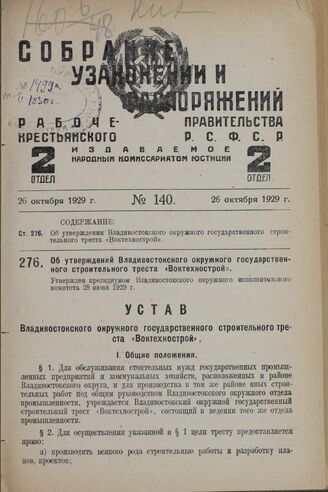 СОБРАНИЕ
УЗАКОНЕНИЙ И
РАСПОРЯЖЕНИЙ
РАБОЧЕ- ПРАВИТЕЛЬСТВА
КРЕСТЬЯНСКОГО Р.С.Ф.С.Р.
2 ОТДЕЛ
ИЗДАВАЕМОЕ
НАРОДНЫМ КОМИССАРИАТОМ ЮСТИЦИИ
2 ОТДЕЛ
26 октября 1929 г. № 140. 26 октября 1929 г.
СОДЕРЖАНИЕ:
Ст. 276. Об утверждении Владивостокского окружного государственного строи-
тельного треста «Воктехнострой».
276. Об утверждений Владивостокского окружного государствен-
ного строительного треста «Воктехнострой».
Утвержден президиумом Владивостокского окружного исполнительного
комитета 28 июня 1929 г.
УСТАВ
Владивостокского окружного государственного строительного тре-
ста «Воктехнострой»,
I. Общие положения.
§ 1. Для обслуживания стоительных нужд государственных промыш-
ленных предприятий и коммунальных хозяйств, расположенных в районе
Владивостокского округа, и для производства в том же районе иных строи-
тельных работ под общим руководством Владивостокского окружного отдела
промышленности, учреждается Владивостокский окружной государственный
строительный трест «Воктехнострой», состоящий в ведении того же отдела
промышленности.
§ 2. Для осуществления указанной в § 1 цели тресту предоставляется
право:
а) производить всякого рода строительные работы и разработку пла-
нов, проектов;